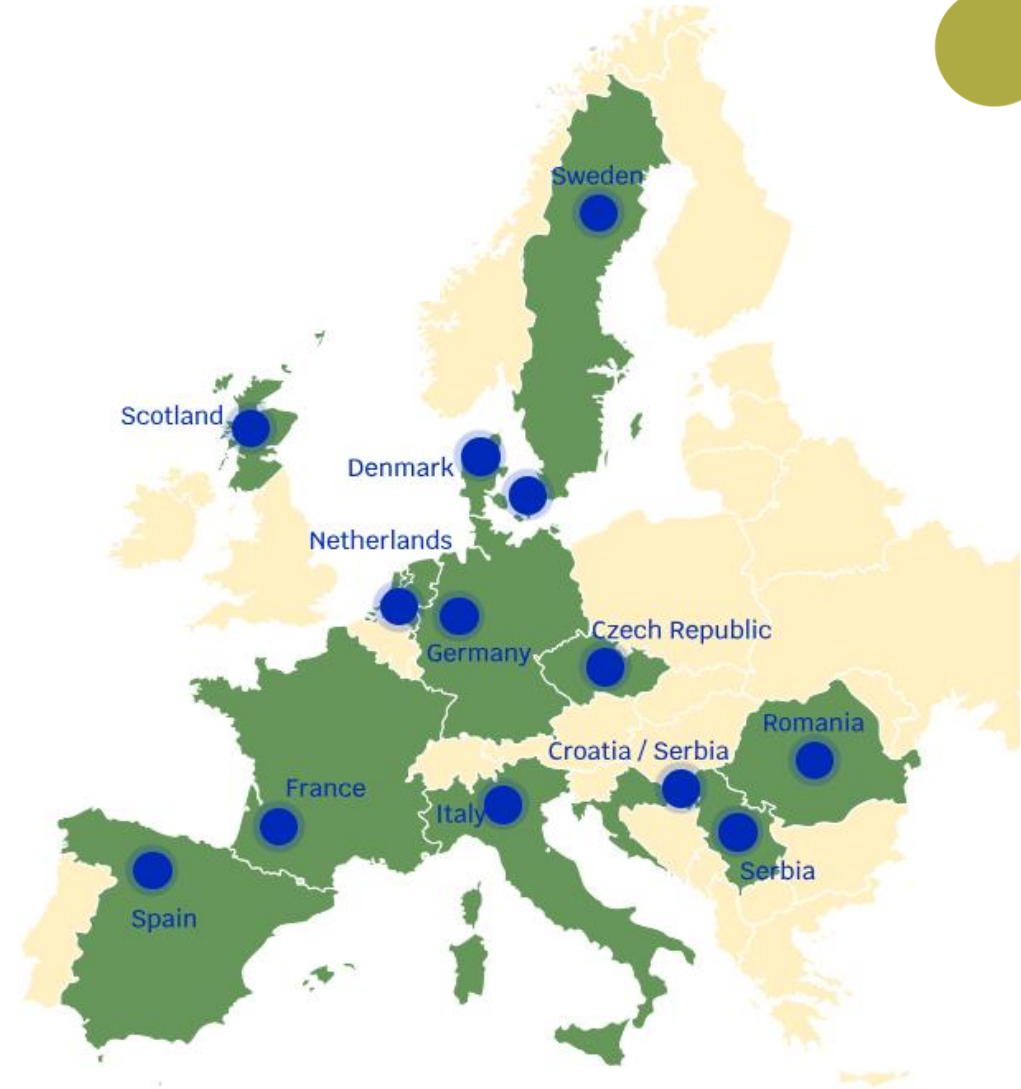 Sweden
Scotland
Denmark
Netherlands
Czech Republic
Germany
Romania
Croatia / Serbia
France
Italy
Serbia
Spain